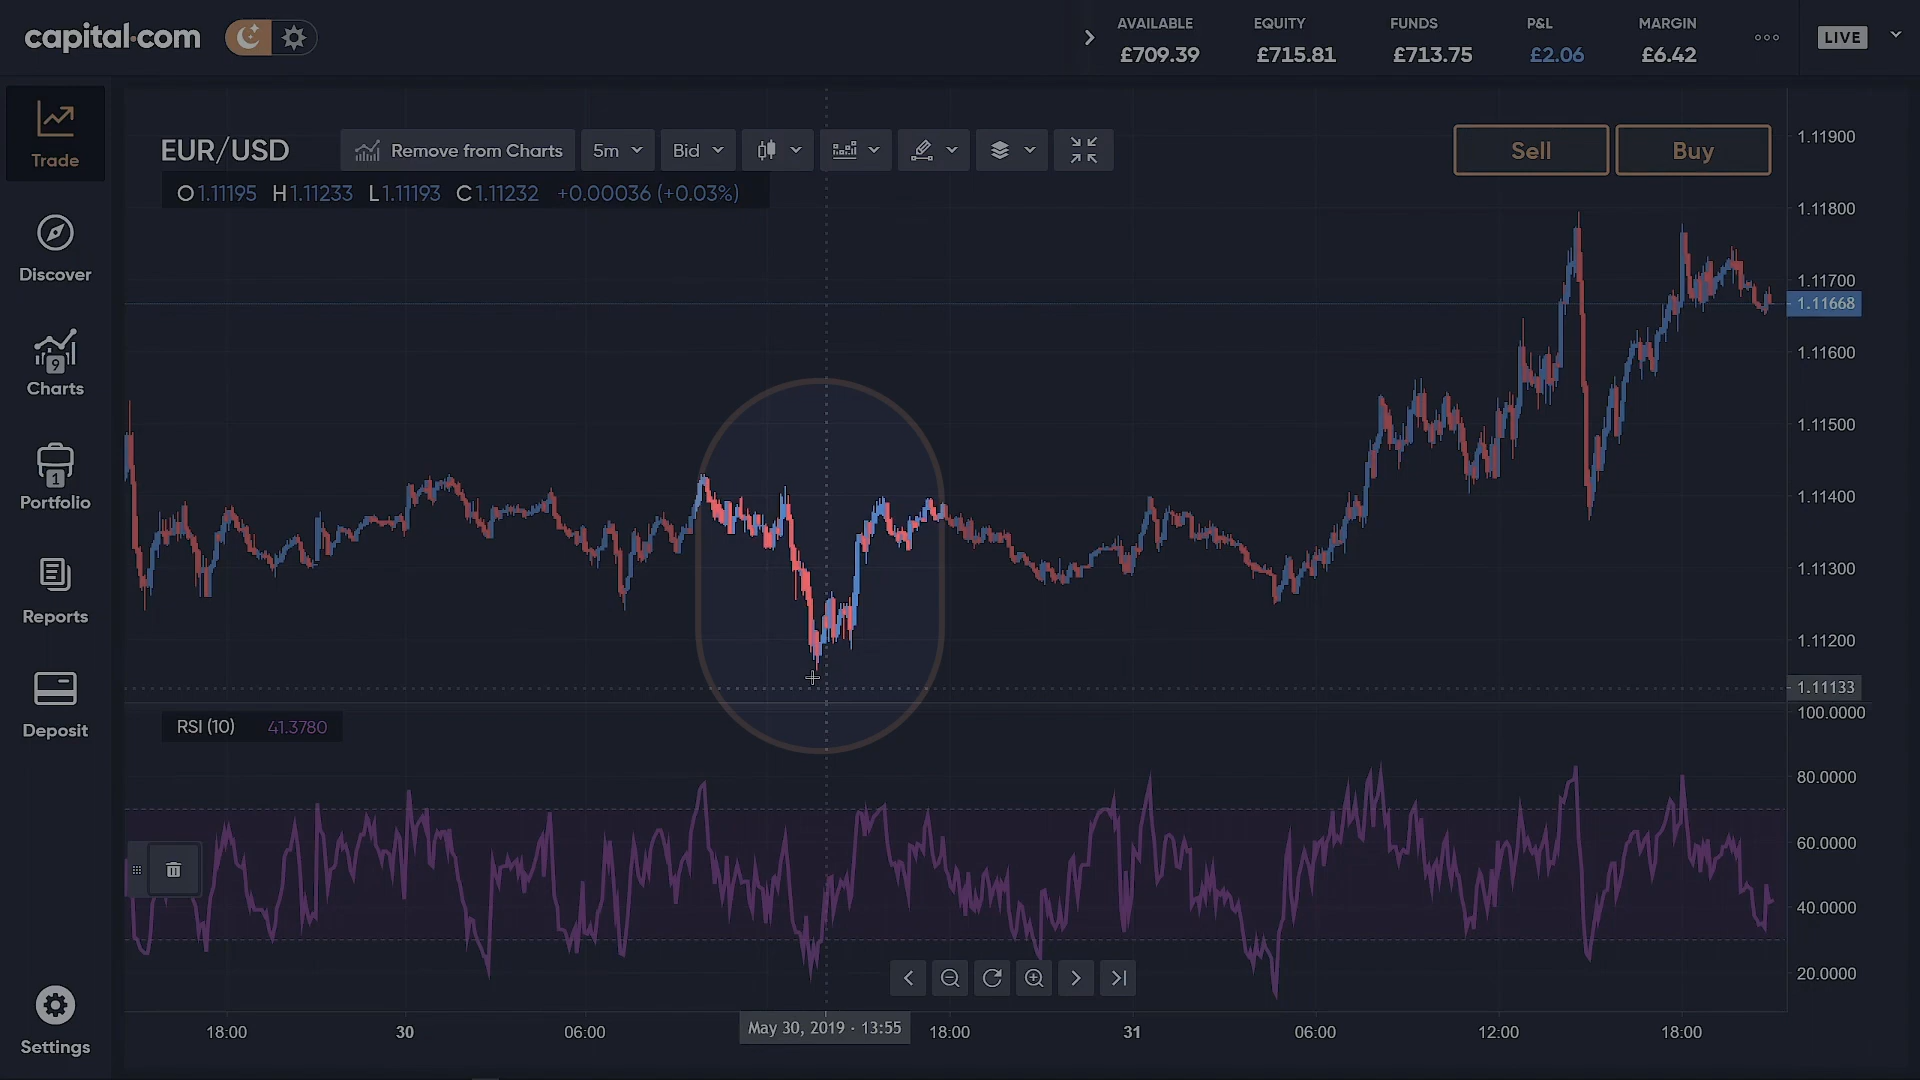 capital.com
AVAILABLE EQUITY FUNDS P&L MARGIN
£709.39 £715.81 £713.75 £2.06 £6.42
LIVE
Trade
Discover
9
Charts
1
Portfolio
Reports
Deposit
Settings
EUR/USD
Remove from Charts
5m
Bid
Sell
Buy
O 1.11195 H 1.11233 L 1.11193 C 1.11232 +0.00036 (+0.03%)
1.11900
1.11800
1.11700
1.11668
1.11600
1.11500
1.11400
1.11300
1.11200
1.11133
RSI (10) 41.3780
100.0000
80.0000
60.0000
40.0000
20.0000
18:00 30 06:00 May 30, 2019 · 13:55 18:00 31 06:00 12:00 18:00